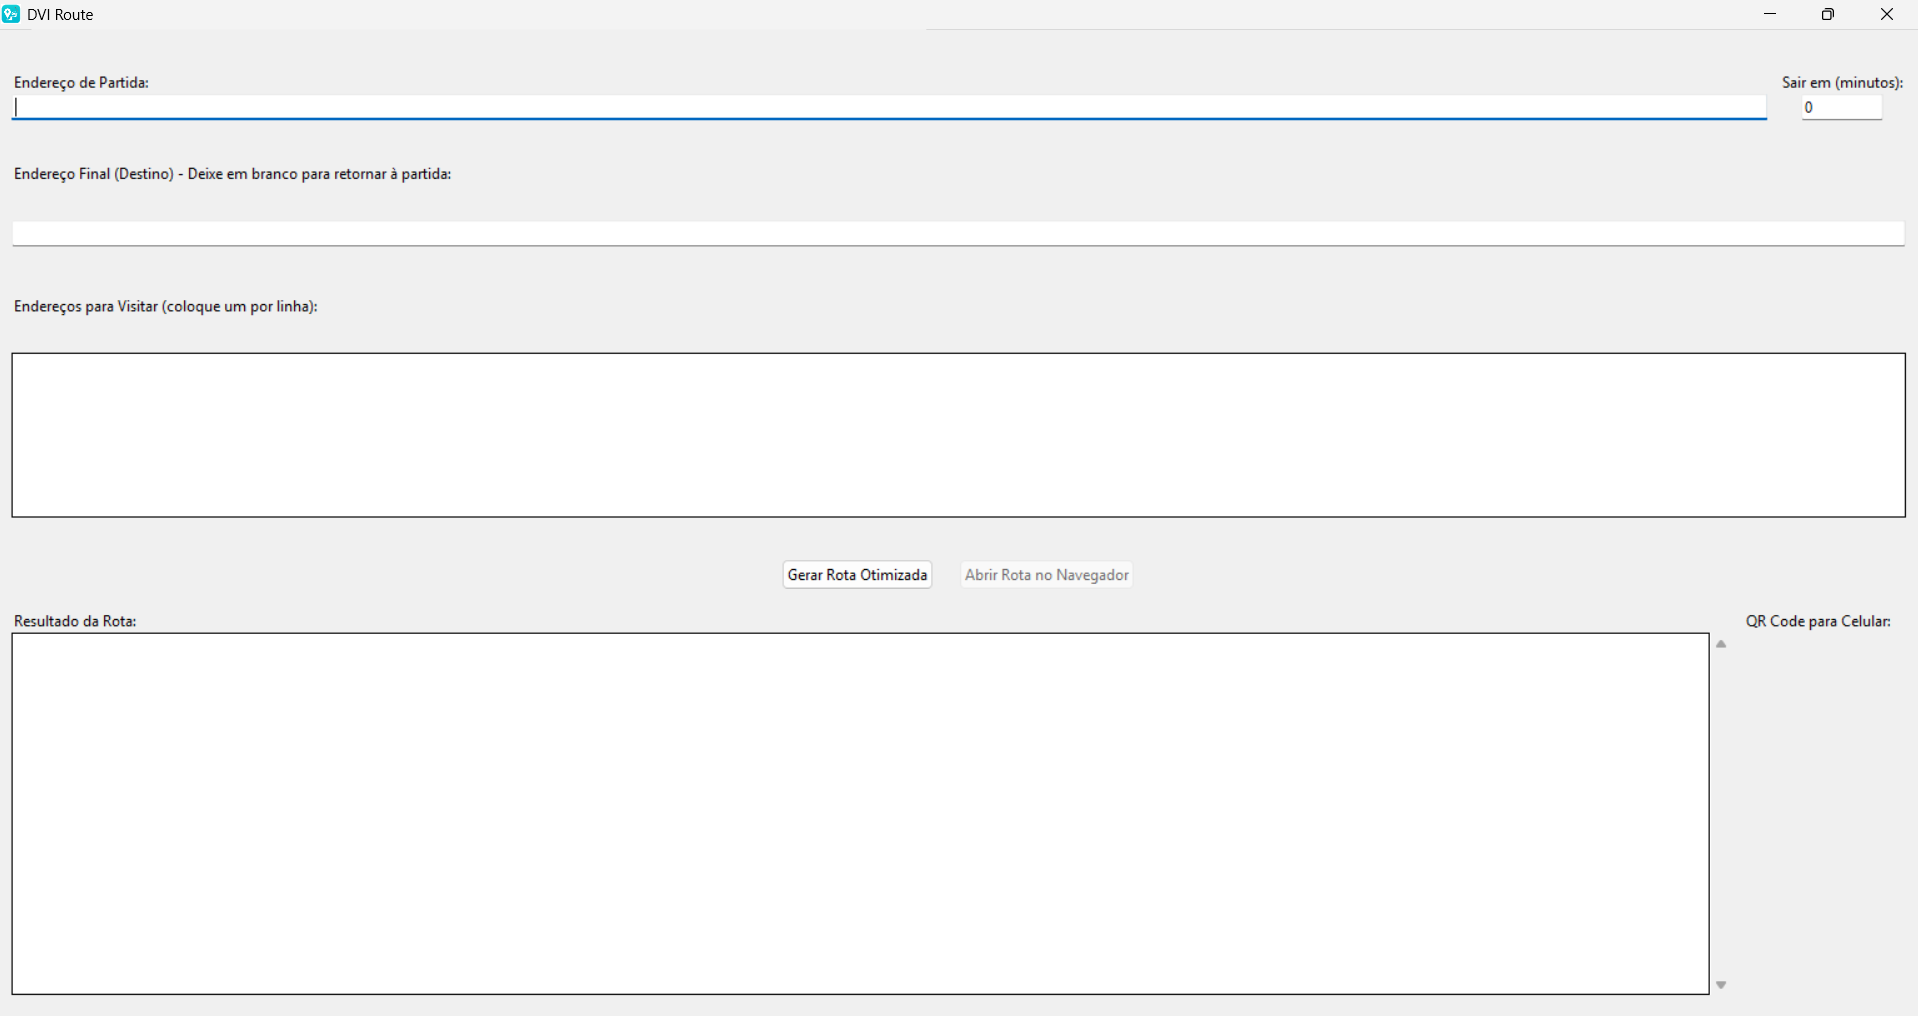 DVI Route
Endereço de Partida:
Sair em (minutos):
0
Endereço Final (Destino) - Deixe em branco para retornar à partida:
Endereços para Visitar (coloque um por linha):
Gerar Rota Otimizada
Abrir Rota no Navegador
Resultado da Rota:
QR Code para Celular: